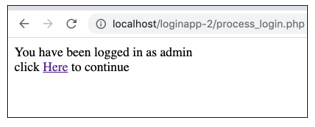 localhost/loginapp-2/process_login.php
You have been logged in as admin
click Here to continue